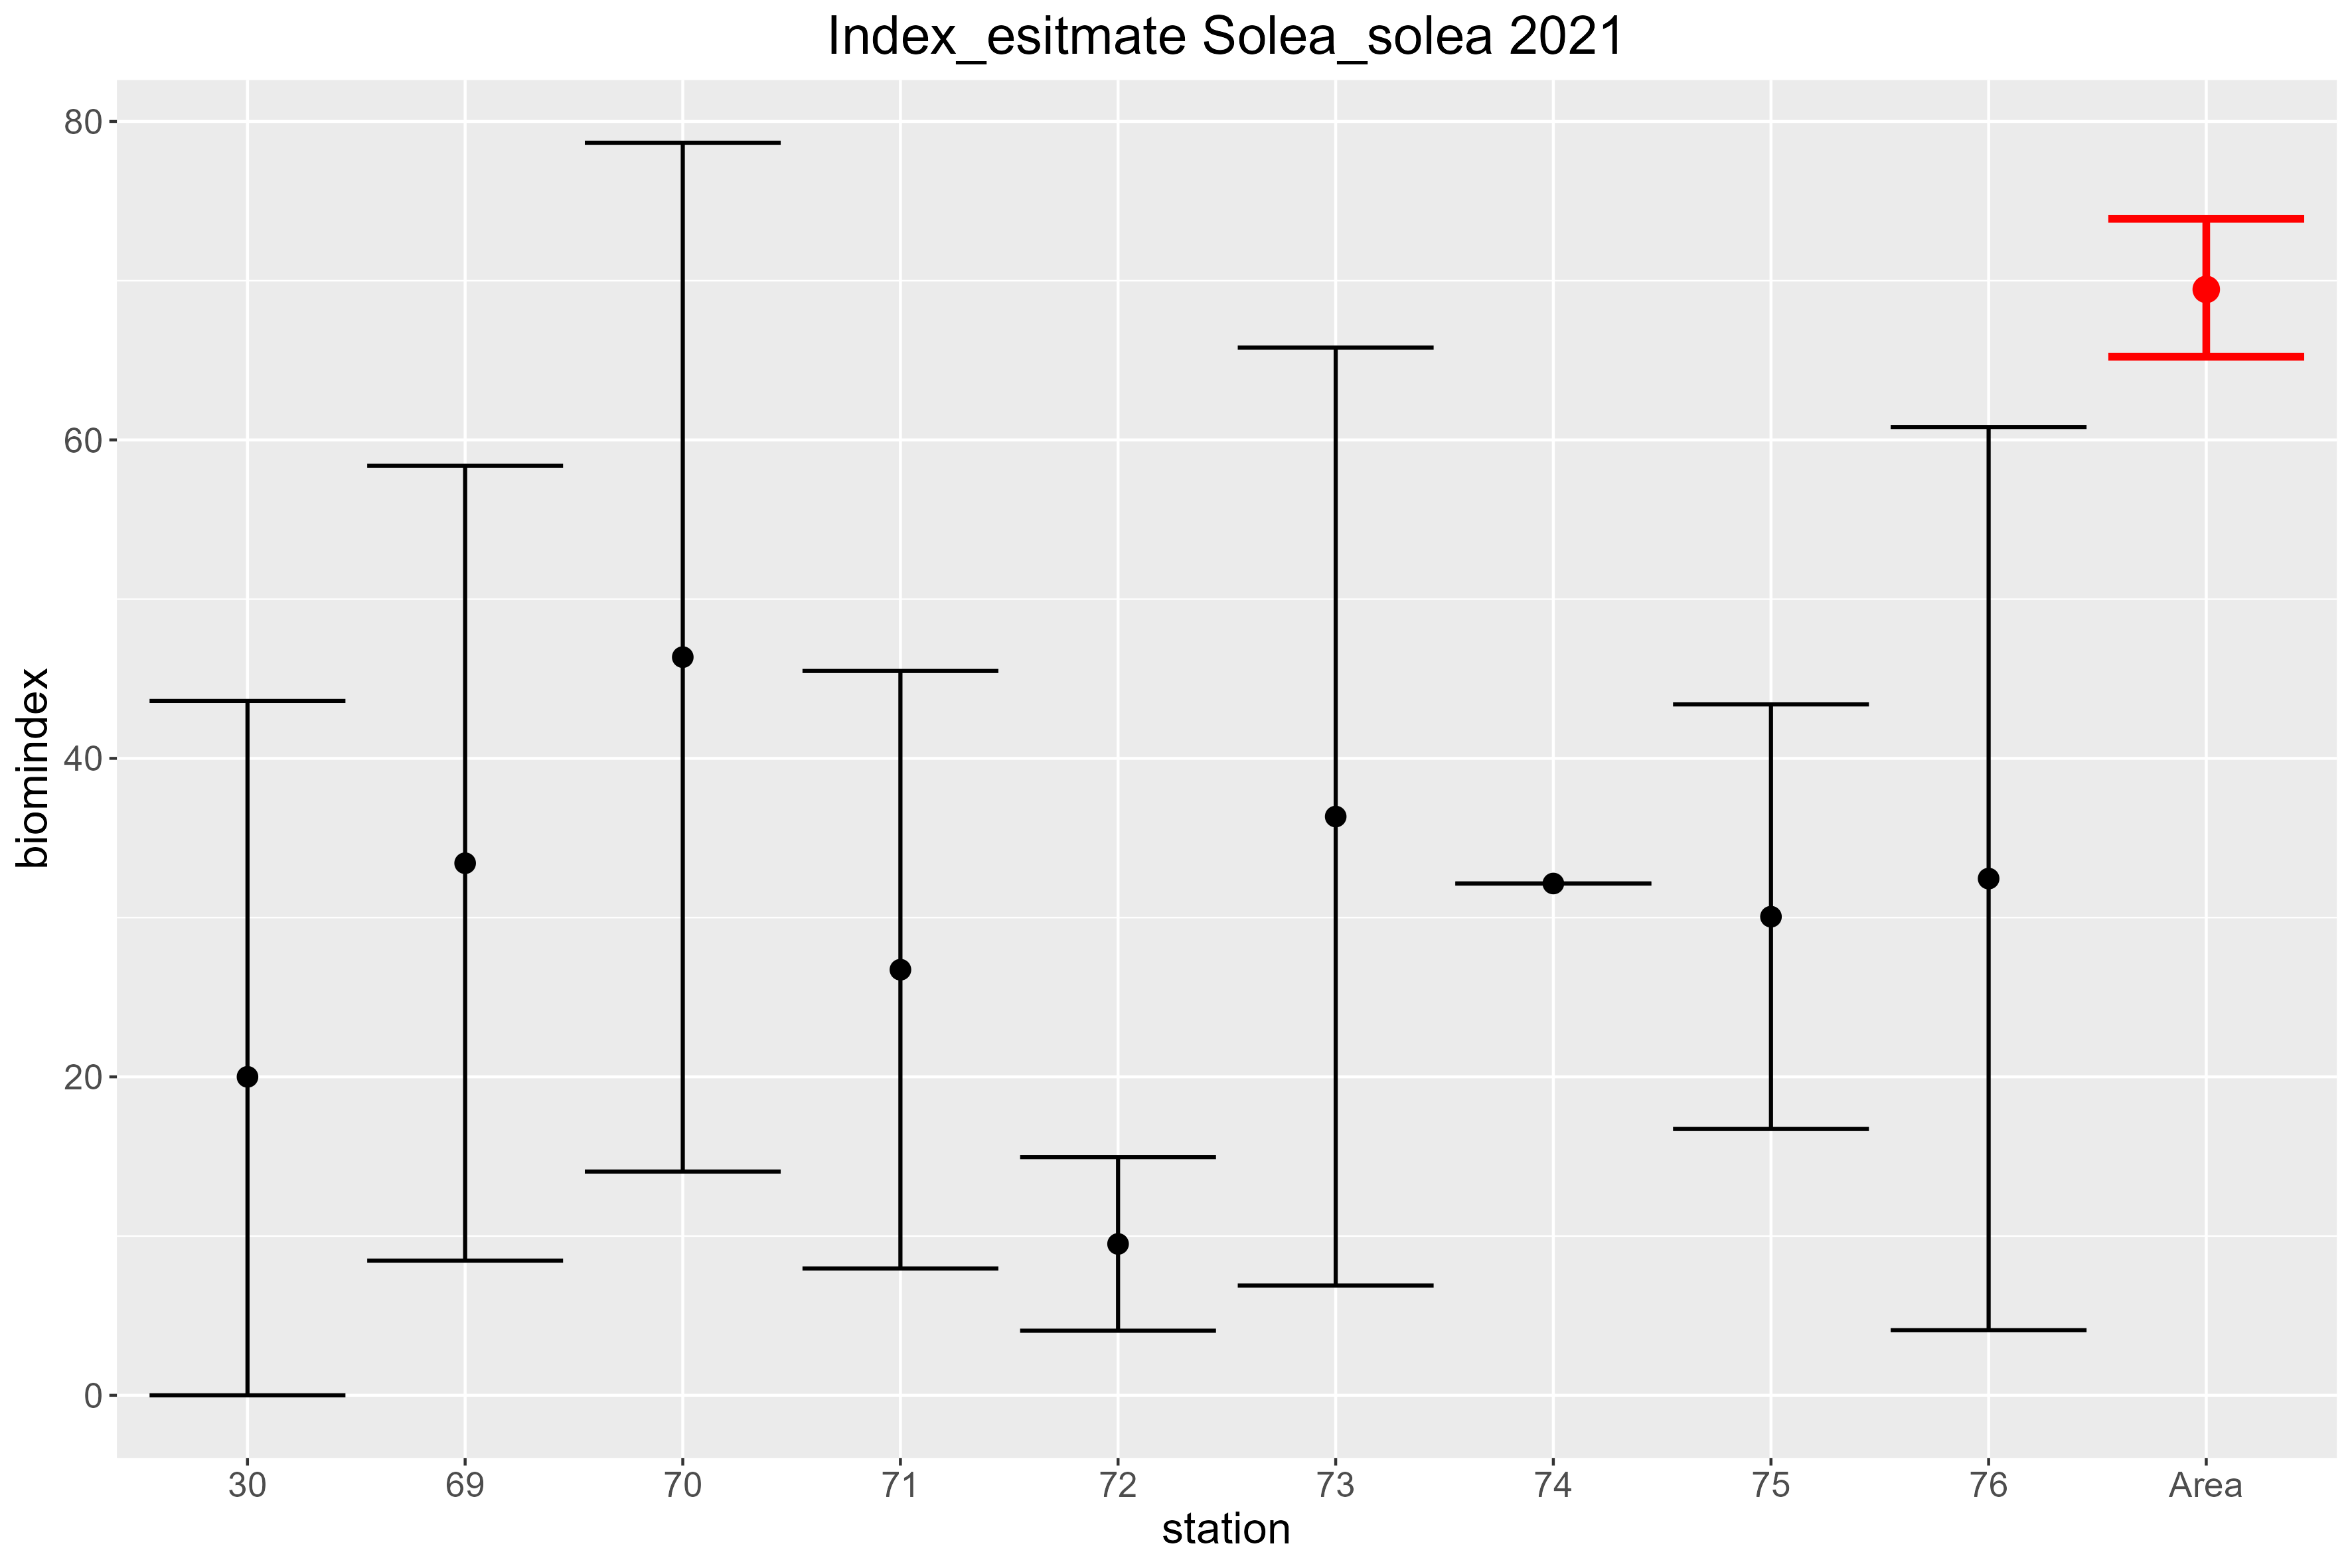 Index_esitmate Solea_solea 2021
80
60
40
20
0
biomindex
30 69 70 71 72 73 74 75 76 Area
station